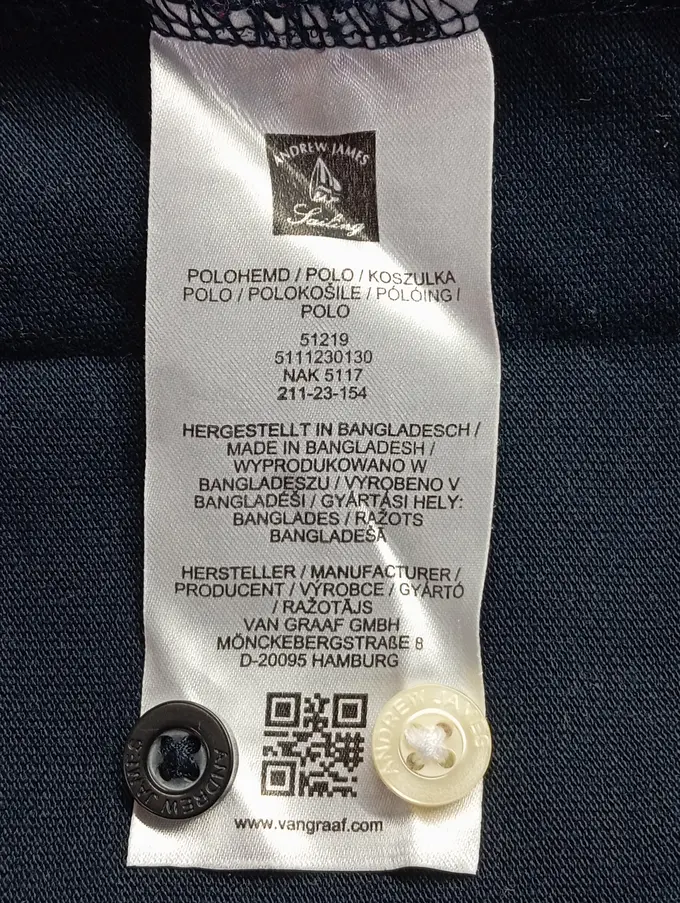 ANDREW JAMES
Sailing
POLOHEMD / POLO / KOSZULKA
POLO / POLOKOŠILE / PÓLÓING /
POLO
51219
5111230130
NAK 5117
211-23-154
HERGESTELLT IN BANGLADESCH /
MADE IN BANGLADESH /
WYPRODUKOWANO W
BANGLADESZU / VYROBENO V
BANGLADÉŠI / GYÁRTÁSI HELY:
BANGLADES / RAŽOTS
BANGLADEŠĀ
HERSTELLER / MANUFACTURER /
PRODUCENT / VÝROBCE / GYÁRTÓ
/ RAŽOTĀJS
VAN GRAAF GMBH
MÖNCKEBERGSTRAßE 8
D-20095 HAMBURG
ANDREW JAMES
ANDREW JAMES
www.vangraaf.com